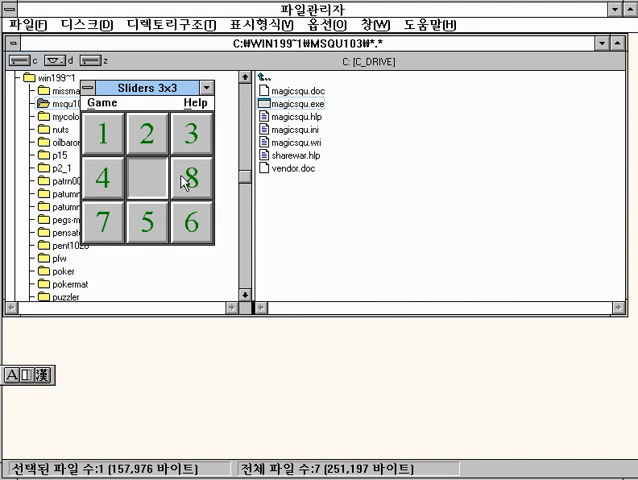 파일관리자
파일(F) 디스크(D) 디렉토리구조(T) 표시형식(V) 옵션(O) 창(W) 도움말(H)
C:₩WIN199~1₩MSQU103₩*.*
c d z C: [C_DRIVE]
win199~1
missma
msqu10
mycolo
nuts
oilbaron
p15
p2_1
patrn00
paturn
patum
pegs-m
pensate
pent1020
pfw
poker
pokermat
puzzler
Sliders 3x3
Game Help
1 2 3
4 8
7 5 6
magicsqu.doc
magicsqu.exe
magicsqu.hlp
magicsqu.ini
magicsqu.wri
sharewar.hlp
vendor.doc
A 漢
선택된 파일 수:1 (157,976 바이트) 전체 파일 수:7 (251,197 바이트)